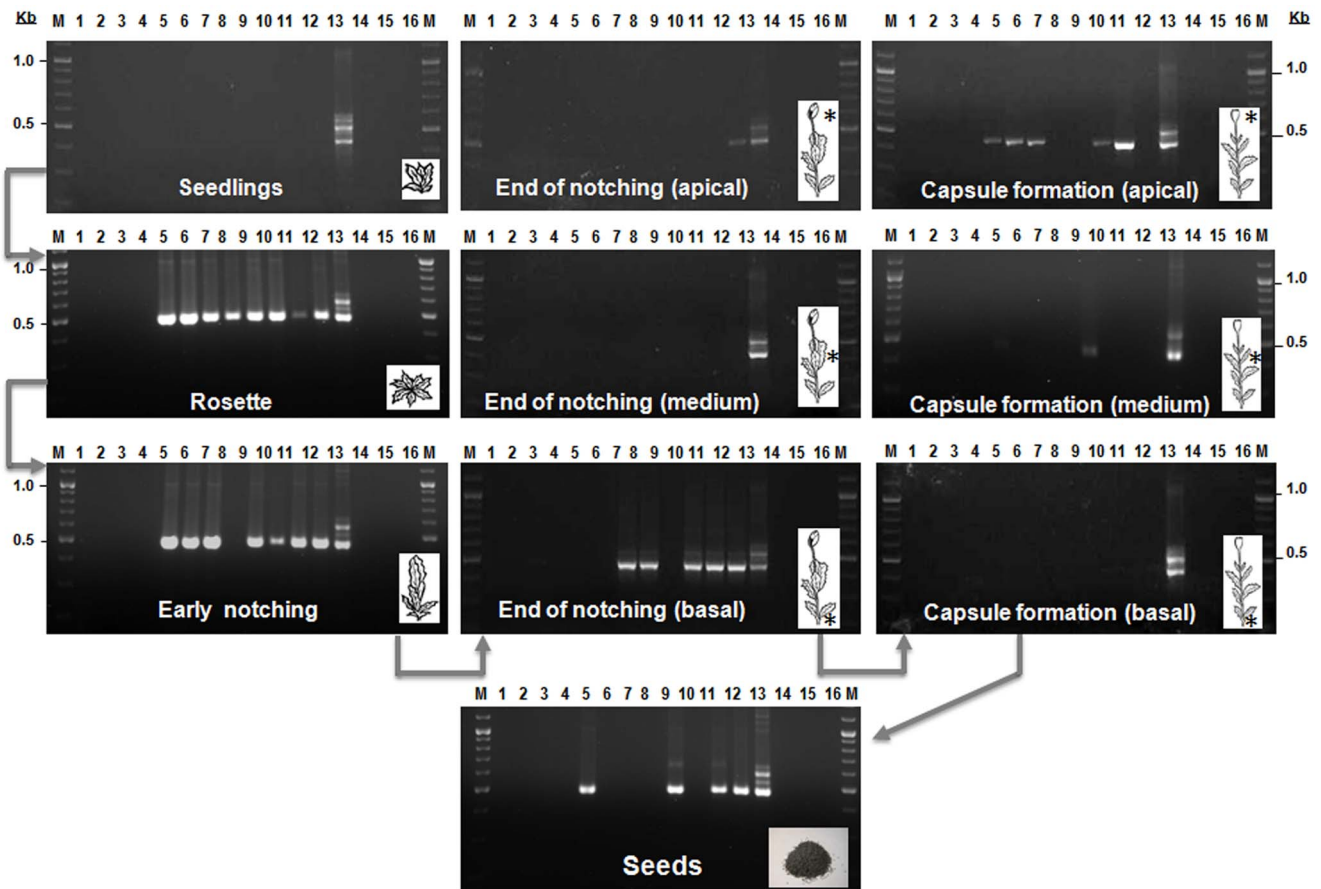 Kb M 1 2 3 4 5 6 7 8 9 10 11 12 13 14 15 16 M M 1 2 3 4 5 6 7 8 9 10 11 12 13 14 15 16 M M 1 2 3 4 5 6 7 8 9 10 11 12 13 14 15 16 M Kb
1.0 1.0
0.5 0.5
* *
Seedlings End of notching (apical) Capsule formation (apical)
M 1 2 3 4 5 6 7 8 9 10 11 12 13 14 15 16 M M 1 2 3 4 5 6 7 8 9 10 11 12 13 14 15 16 M M 1 2 3 4 5 6 7 8 9 10 11 12 13 14 15 16 M
1.0 1.0
0.5 0.5
* *
Rosette End of notching (medium) Capsule formation (medium)
M 1 2 3 4 5 6 7 8 9 10 11 12 13 14 15 16 M M 1 2 3 4 5 6 7 8 9 10 11 12 13 14 15 16 M M 1 2 3 4 5 6 7 8 9 10 11 12 13 14 15 16 M
1.0 1.0
0.5 0.5
Early notching End of notching (basal) Capsule formation (basal)
* *
M 1 2 3 4 5 6 7 8 9 10 11 12 13 14 15 16 M
Seeds